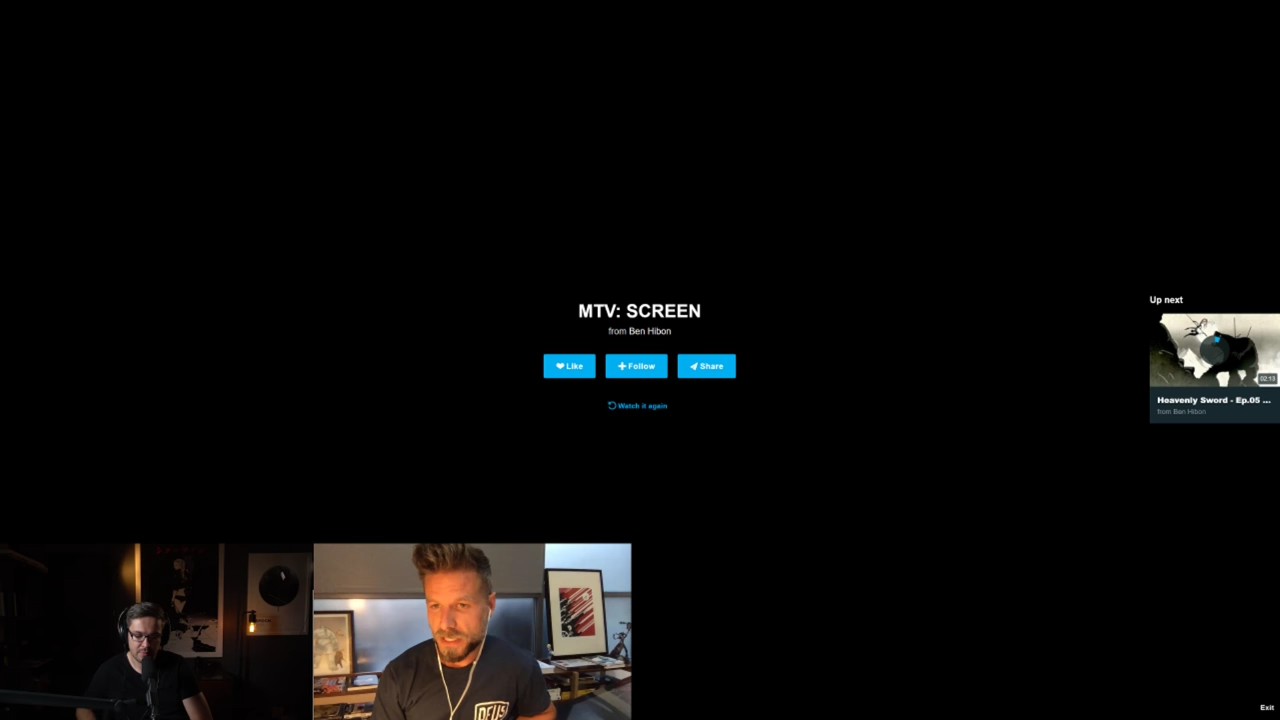 MTV: SCREEN
from Ben Hibon
Like
Follow
Share
Watch it again
Up next
02:13
Heavenly Sword - Ep.05 ...
from Ben Hibon
DEUS
Exit